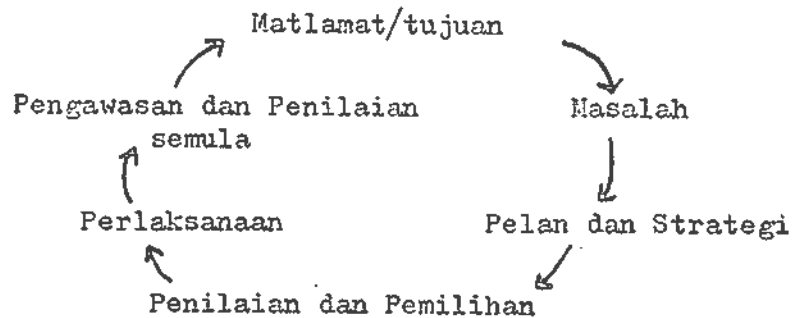 Matlamat/tujuan
Pengawasan dan Penilaian
semula
Masalah
Perlaksanaan
Pelan dan Strategi
Penilaian dan Pemilihan